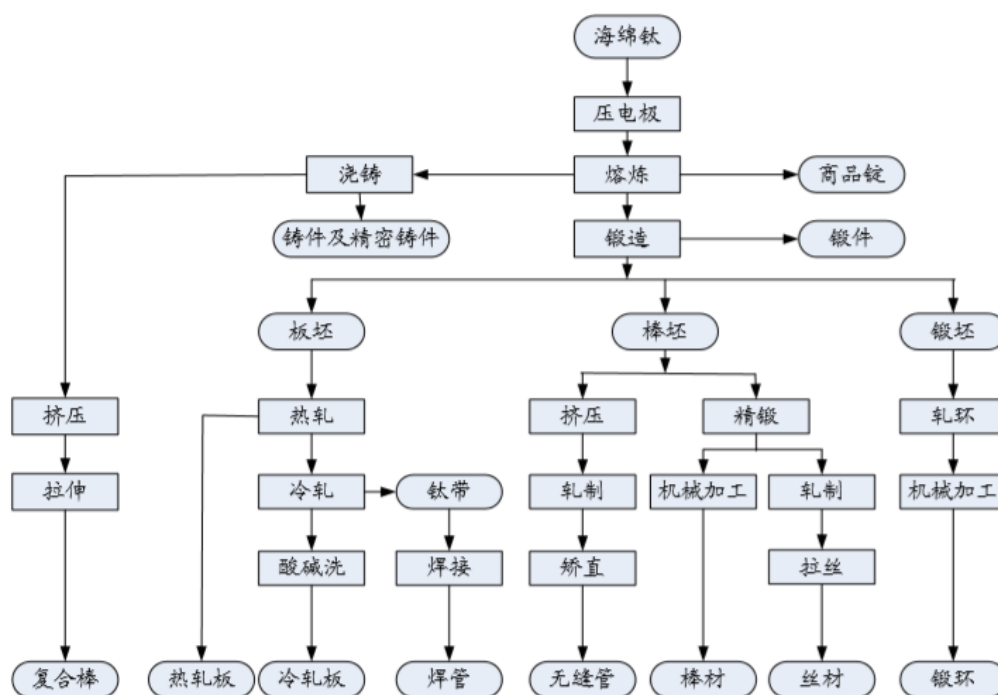 海绵钛
压电极
浇铸
熔炼
商品锭
铸件及精密铸件
锻造
锻件
板坯
棒坯
锻坯
挤压
热轧
挤压
精锻
轧环
拉伸
冷轧
钛带
轧制
机械加工
轧制
机械加工
酸碱洗
焊接
矫直
拉丝
复合棒
热轧板
冷轧板
焊管
无缝管
棒材
丝材
锻环